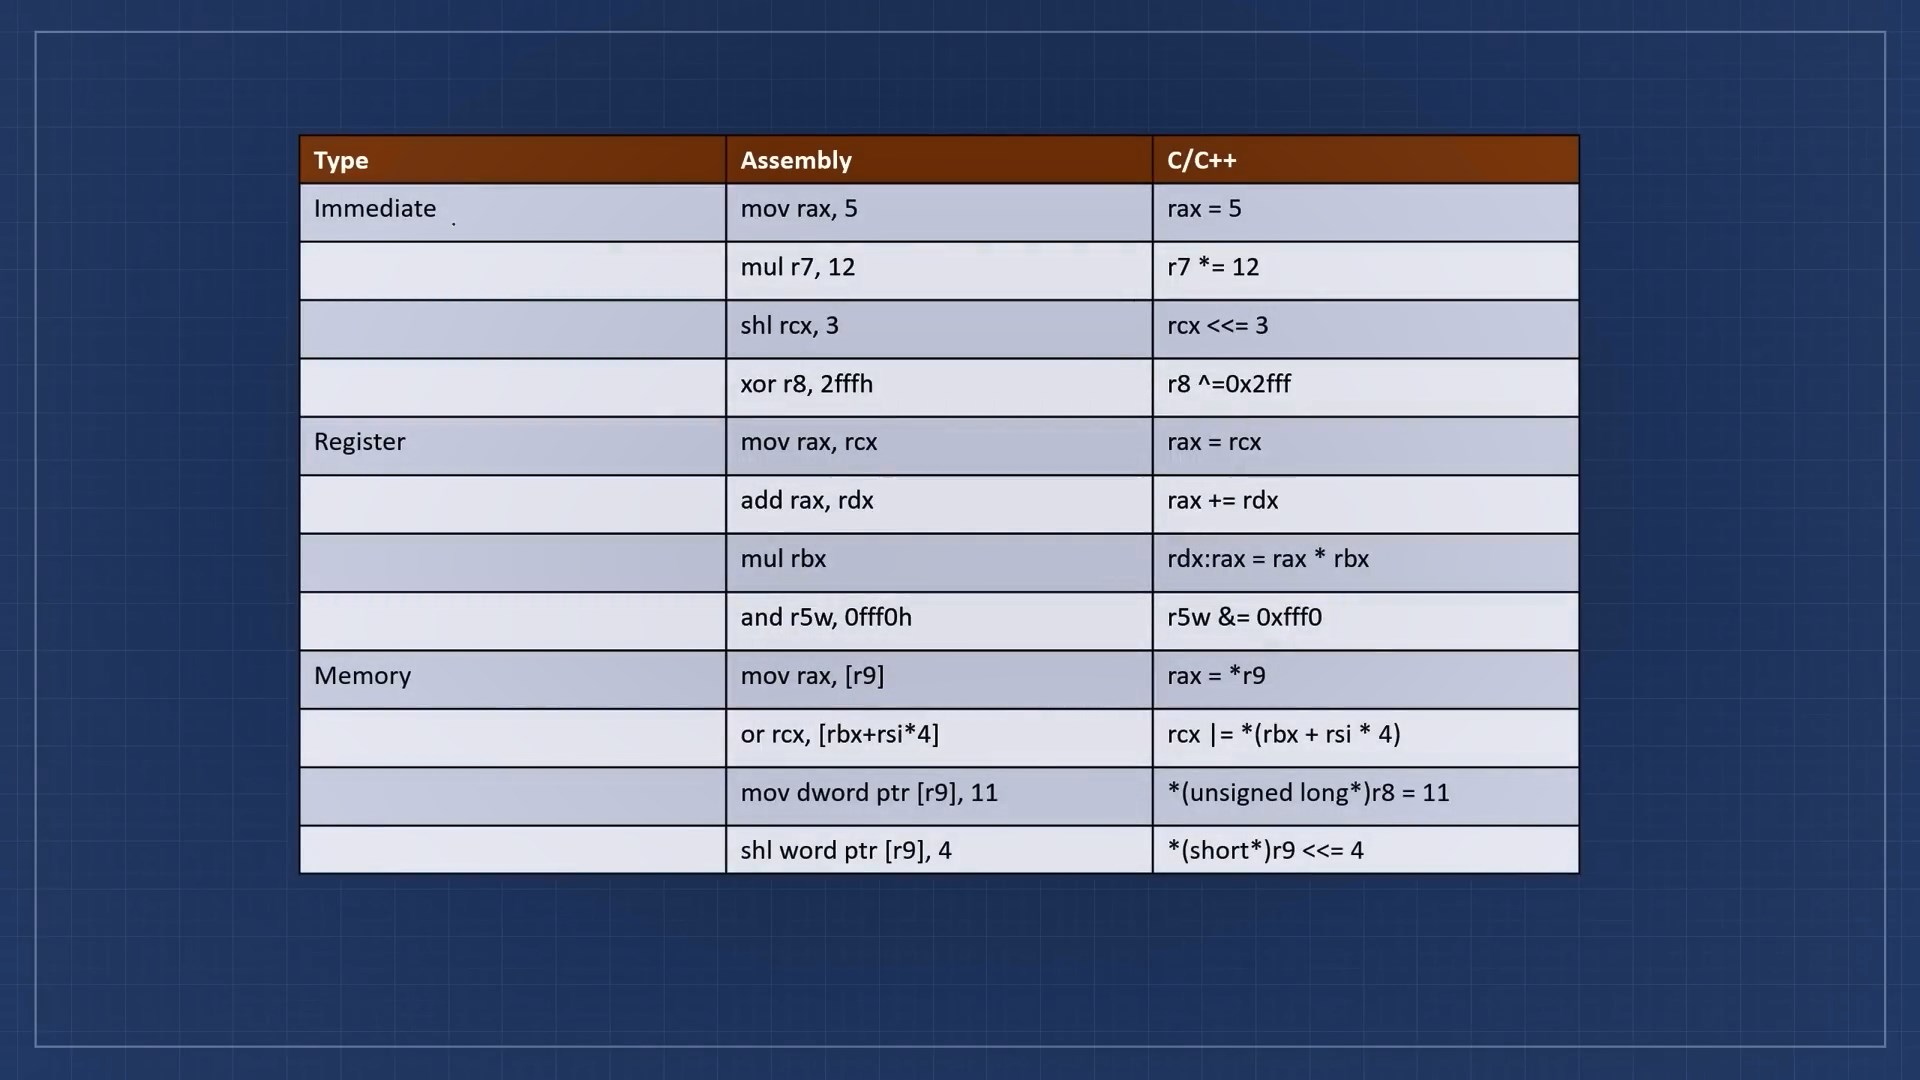 Type Assembly C/C++
Immediate mov rax, 5 rax = 5
mul r7, 12 r7 *= 12
shl rcx, 3 rcx <<= 3
xor r8, 2fffh r8 ^=0x2fff
Register mov rax, rcx rax = rcx
add rax, rdx rax += rdx
mul rbx rdx:rax = rax * rbx
and r5w, 0fff0h r5w &= 0xfff0
Memory mov rax, [r9] rax = *r9
or rcx, [rbx+rsi*4] rcx |= *(rbx + rsi * 4)
mov dword ptr [r9], 11 *(unsigned long*)r8 = 11
shl word ptr [r9], 4 *(short*)r9 <<= 4